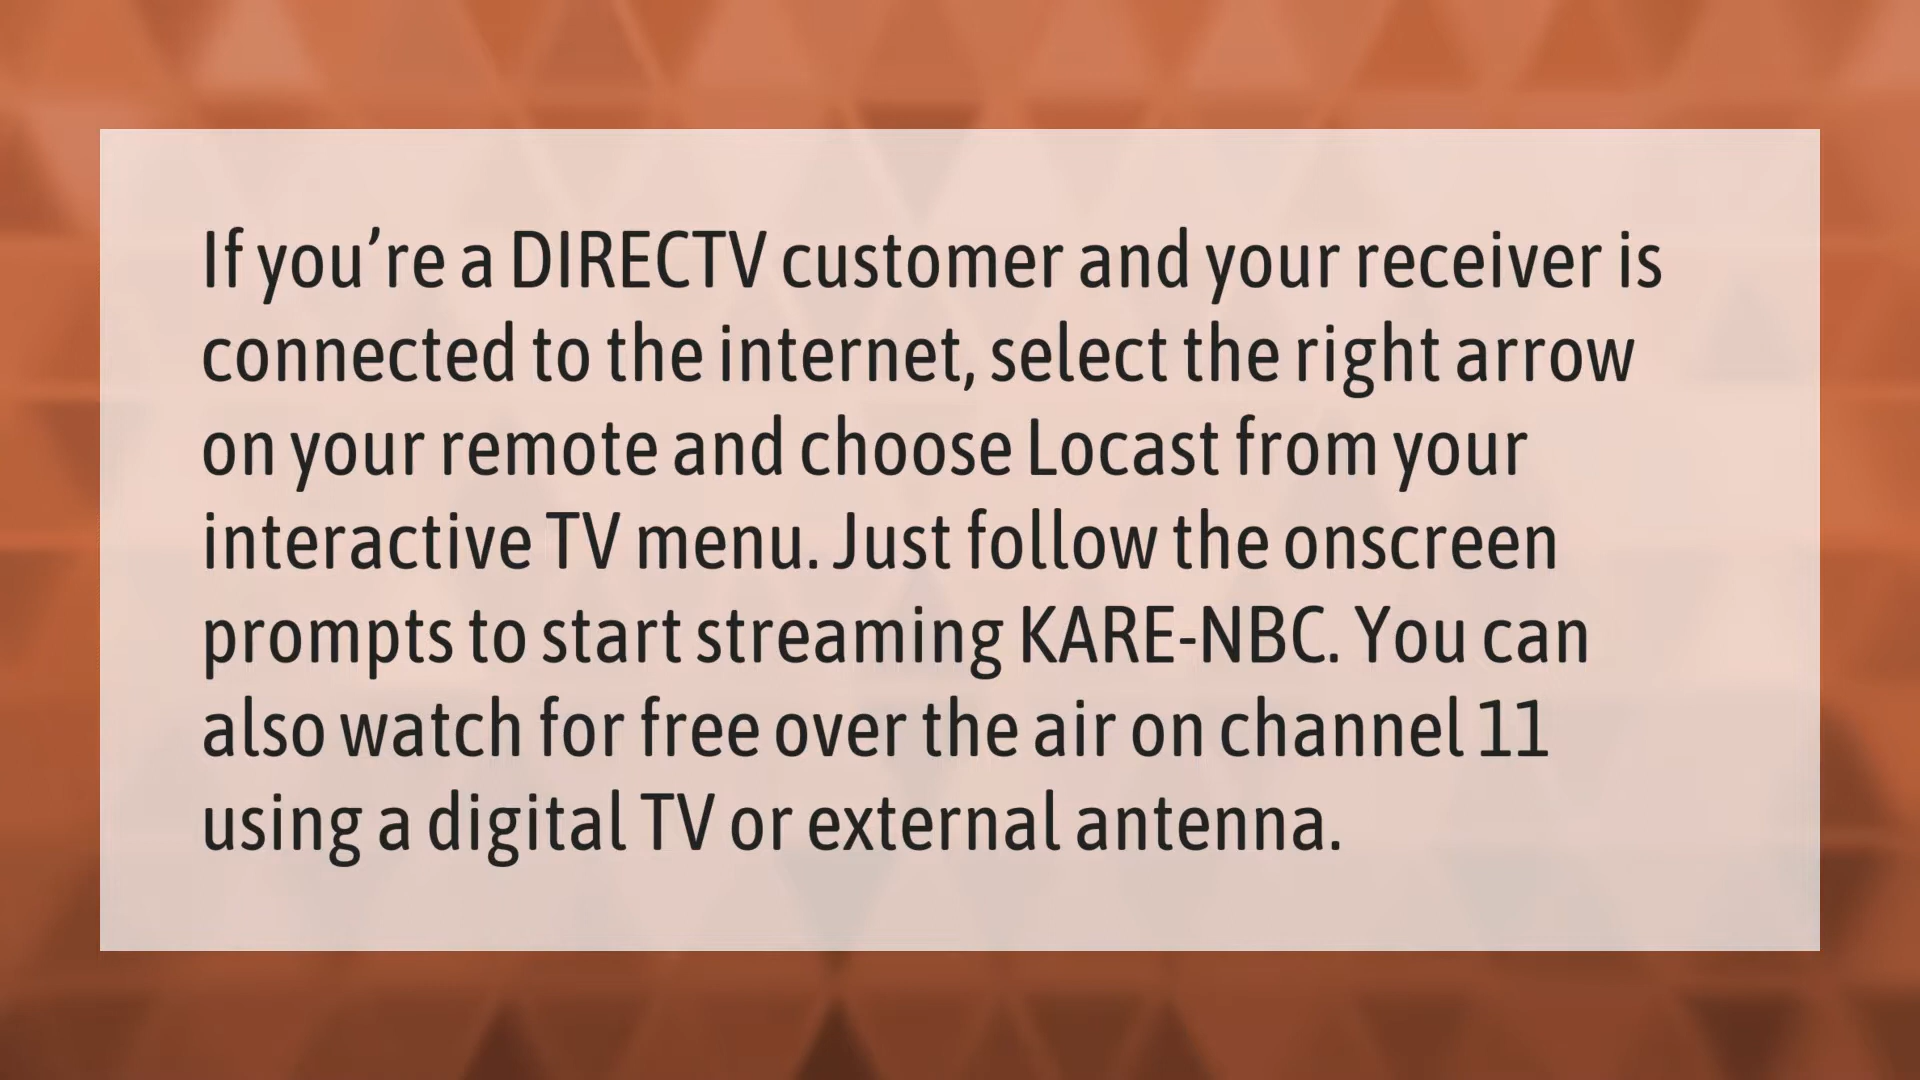 If you’re a DIRECTV customer and your receiver is
connected to the internet, select the right arrow
on your remote and choose Locast from your
interactive TV menu. Just follow the onscreen
prompts to start streaming KARE-NBC. You can
also watch for free over the air on channel 11
using a digital TV or external antenna.